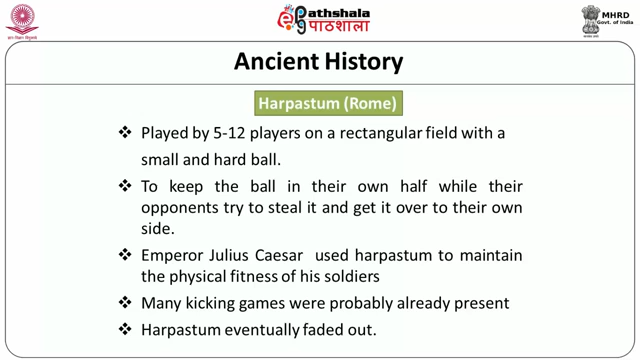 Pathshala
पाठशाला
MHRD
Govt. of India
Ancient History
Harpastum (Rome)
❖ Played by 5-12 players on a rectangular field with a
small and hard ball.
❖ To keep the ball in their own half while their
opponents try to steal it and get it over to their own
side.
❖ Emperor Julius Caesar used harpastum to maintain
the physical fitness of his soldiers
❖ Many kicking games were probably already present
❖ Harpastum eventually faded out.